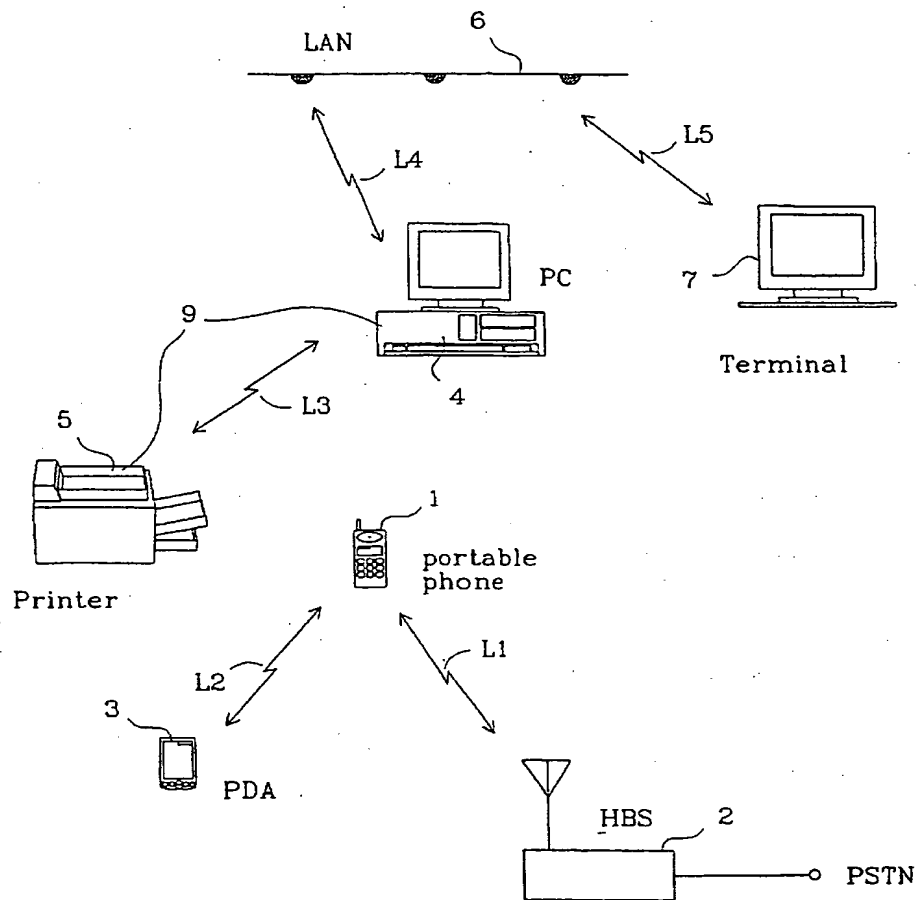 LAN
6
L4
L5
PC
7
9
Terminal
L3
4
5
1
portable
phone
Printer
L2
L1
3
PDA
HBS
2
PSTN